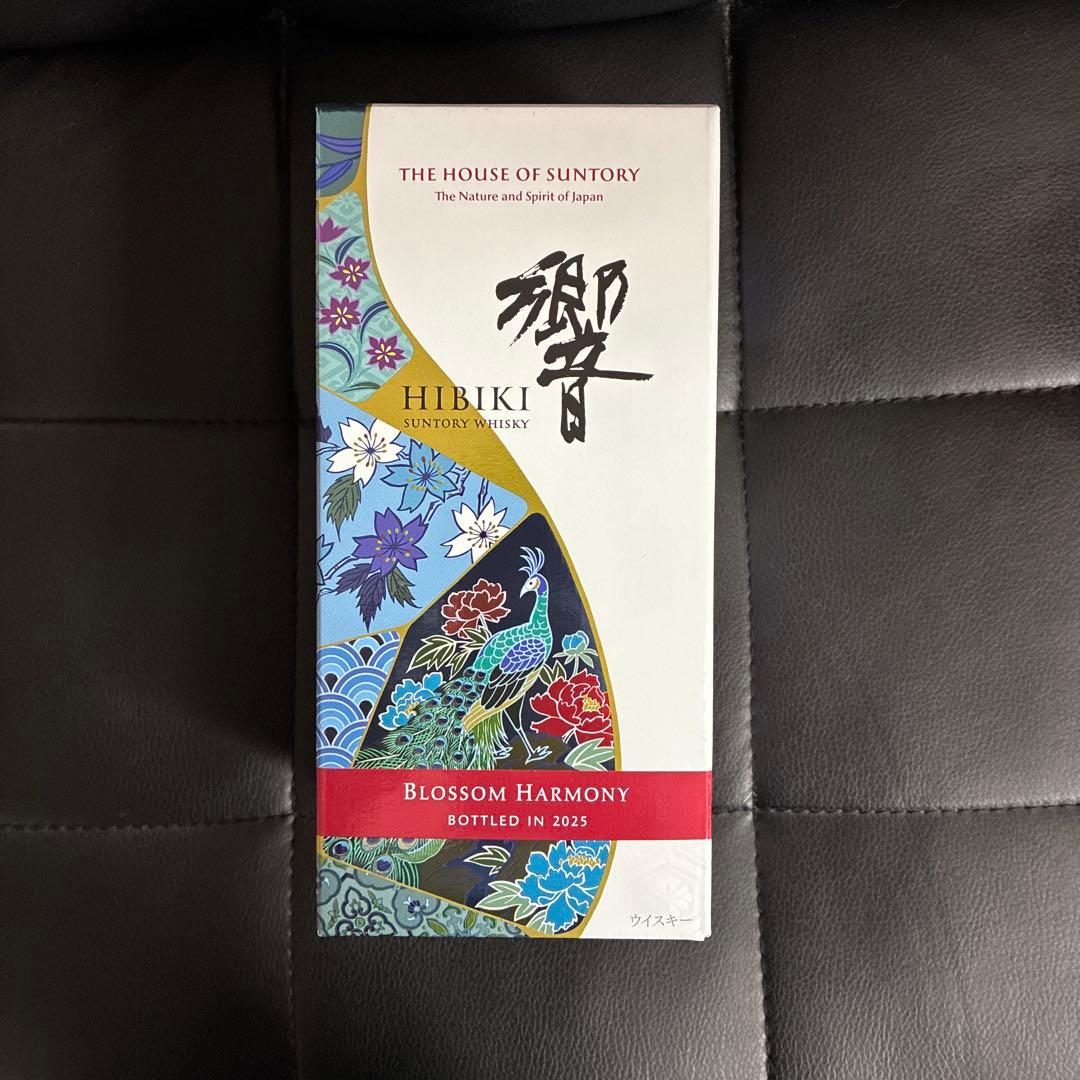 THE HOUSE OF SUNTORY
The Nature and Spirit of Japan
響
HIBIKI
SUNTORY WHISKY
BLOSSOM HARMONY
BOTTLED IN 2025
ウイスキー